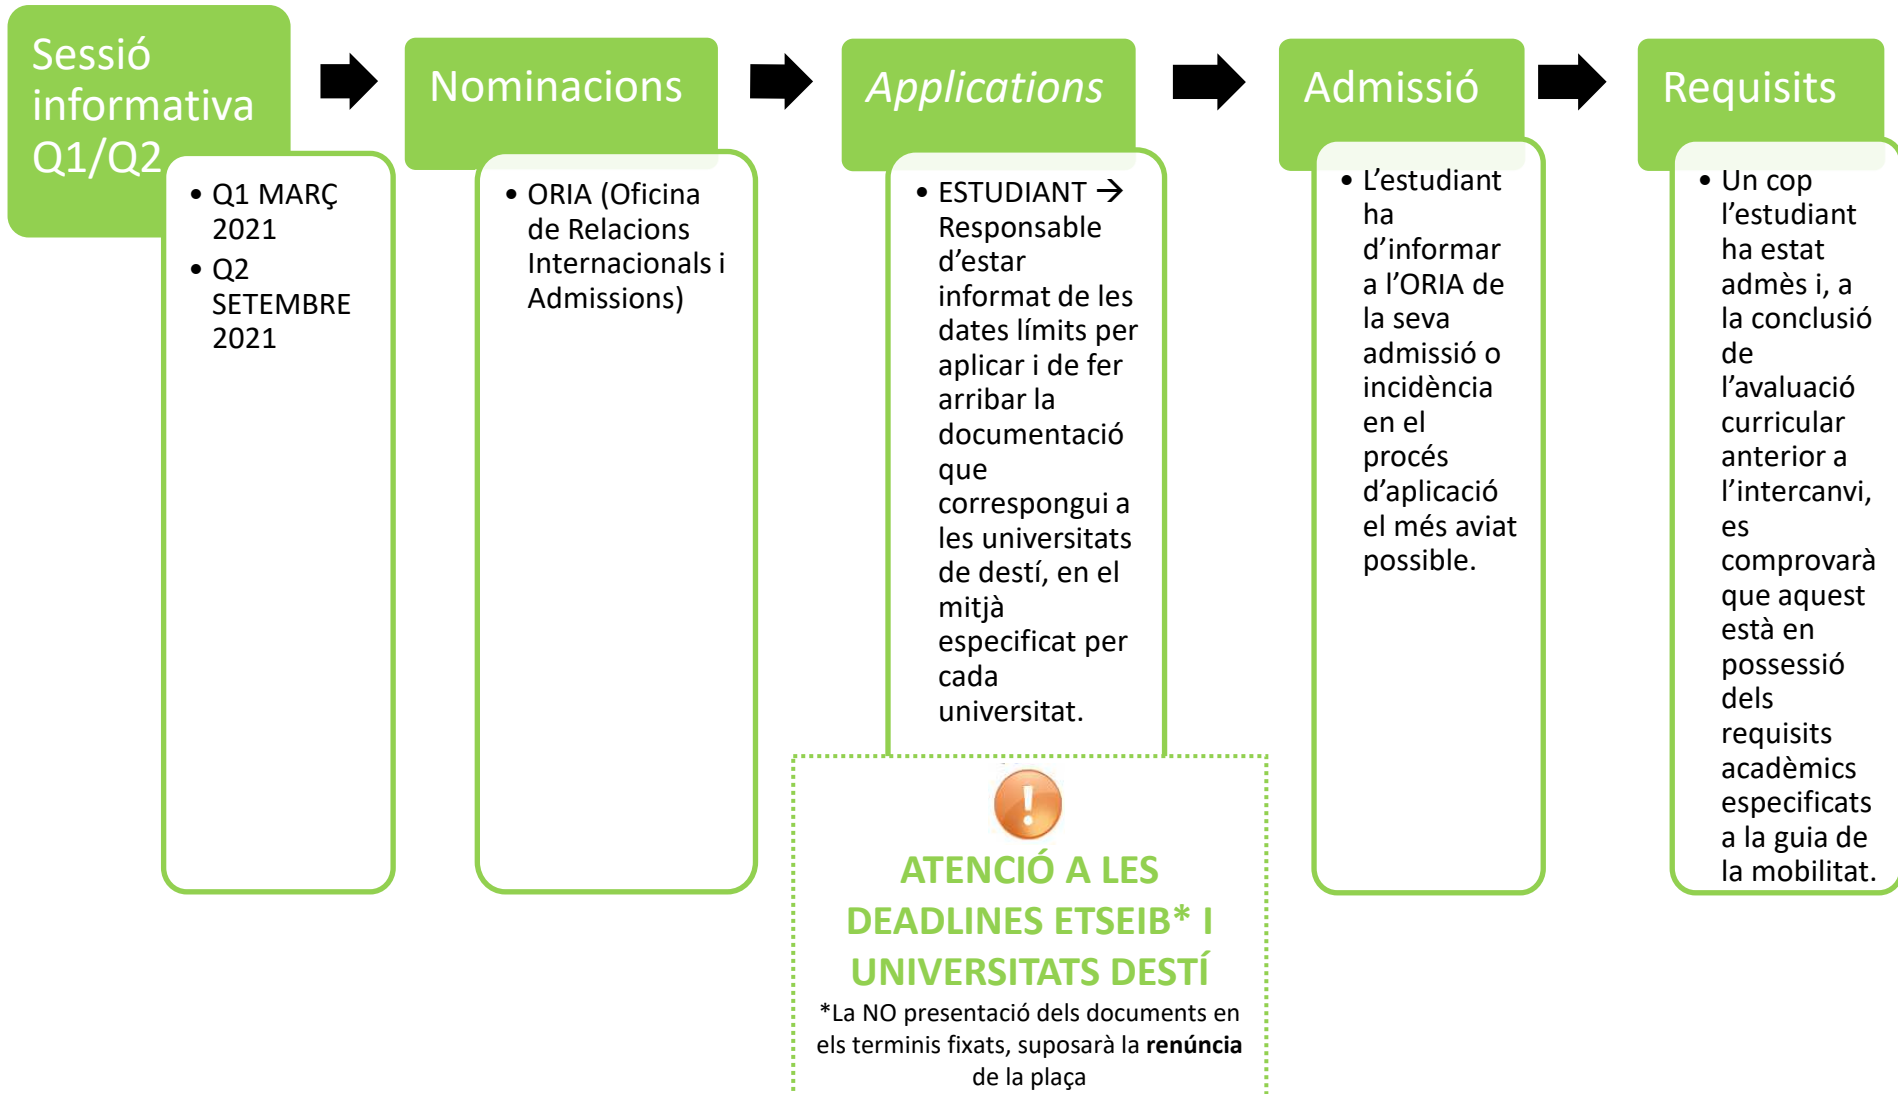 Sessió
informativa
Q1/Q2
• Q1 MARÇ
2021
• Q2
SETEMBRE
2021
Nominacions
• ORIA (Oficina
de Relacions
Internacionals i
Admissions)
Applications
• ESTUDIANT →
Responsable
d'estar
informat de les
dates límits per
aplicar i de fer
arribar la
documentació
que
correspongui a
les universitats
de destí, en el
mitjà
especificat per
cada
universitat.
ATENCIÓ A LES
DEADLINES ETSEIB* I
UNIVERSITATS DESTÍ
*La NO presentació dels documents en
els terminis fixats, suposarà la renúncia
de la plaça
Admissió
• L'estudiant
ha
d'informar
a l'ORIA de
la seva
admissió o
incidència
en el
procés
d'aplicació
el més aviat
possible.
Requisits
• Un cop
l'estudiant
ha estat
admès i, a
la conclusió
de
l'avaluació
curricular
anterior a
l'intercanvi,
es
comprovarà
que aquest
està en
possessió
dels
requisits
acadèmics
especificats
a la guia de
la mobilitat.